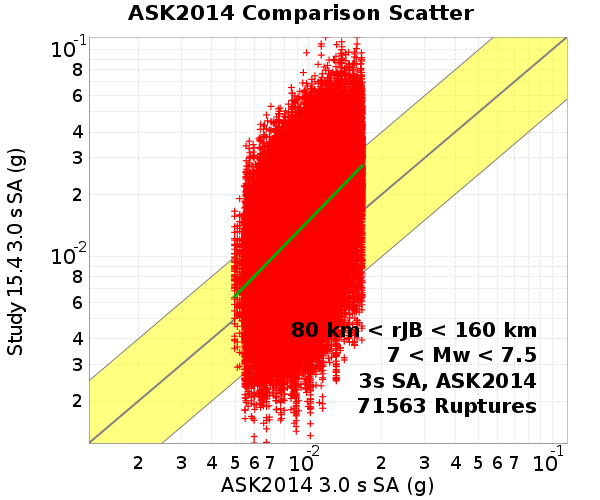 ASK2014 Comparison Scatter
10-1
8
6
4
3
2
10-2
8
6
4
3
2
Study 15.4 3.0 s SA (g)
80 km < rJB < 160 km
7 < Mw < 7.5
3s SA, ASK2014
71563 Ruptures
2 3 4 5 6 7 10-2 2 3 4 5 6 7 10-1
ASK2014 3.0 s SA (g)